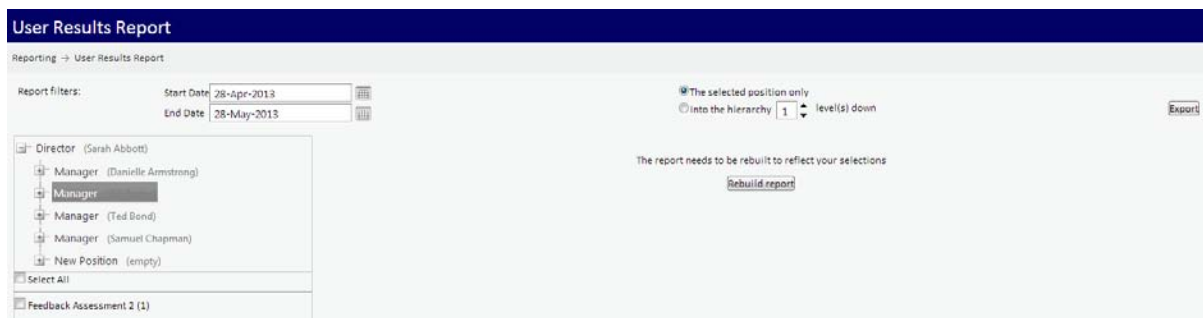 User Results Report
Reporting → User Results Report
Report filters:
Start Date 28-Apr-2013
End Date 28-May-2013
The selected position only
Into the hierarchy 1 level(s) down
Export
Director (Sarah Abbott)
Manager (Danielle Armstrong)
Manager
Manager (Ted Bond)
Manager (Samuel Chapman)
New Position (empty)
Select All
Feedback Assessment 2 (1)
The report needs to be rebuilt to reflect your selections
Rebuild report